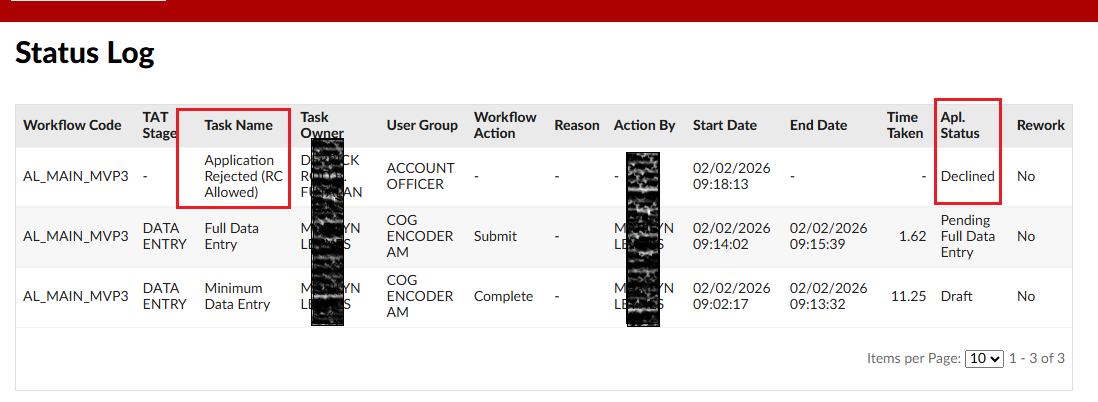 Status Log
Workflow Code TAT Stage Task Name Task Owner User Group Workflow Action Reason Action By Start Date End Date Time Taken Apl. Status Rework
AL_MAIN_MVP3 - Application Rejected (RC Allowed) ACCOUNT OFFICER - - - 02/02/2026 09:18:13 - - Declined No
AL_MAIN_MVP3 DATA ENTRY Full Data Entry COG ENCODER AM Submit - 02/02/2026 09:14:02 02/02/2026 09:15:39 1.62 Pending Full Data Entry No
AL_MAIN_MVP3 DATA ENTRY Minimum Data Entry COG ENCODER AM Complete - 02/02/2026 09:02:17 02/02/2026 09:13:32 11.25 Draft No
Items per Page: 10 1 - 3 of 3